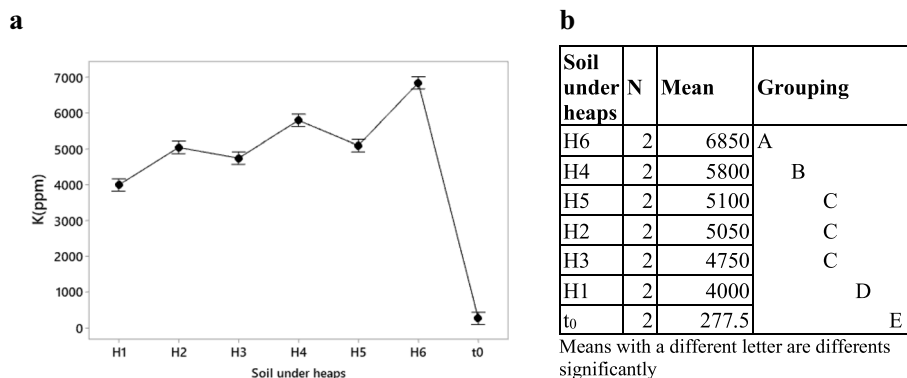 a
7000
6000
5000
4000
3000
2000
1000
0
K(ppm)
H1 H2 H3 H4 H5 H6 t0
Soil under heaps
b
Soil under heaps N Mean Grouping
H6 2 6850 A
H4 2 5800 B
H5 2 5100 C
H2 2 5050 C
H3 2 4750 C
H1 2 4000 D
t₀ 2 277.5 E
Means with a different letter are differents
significantly